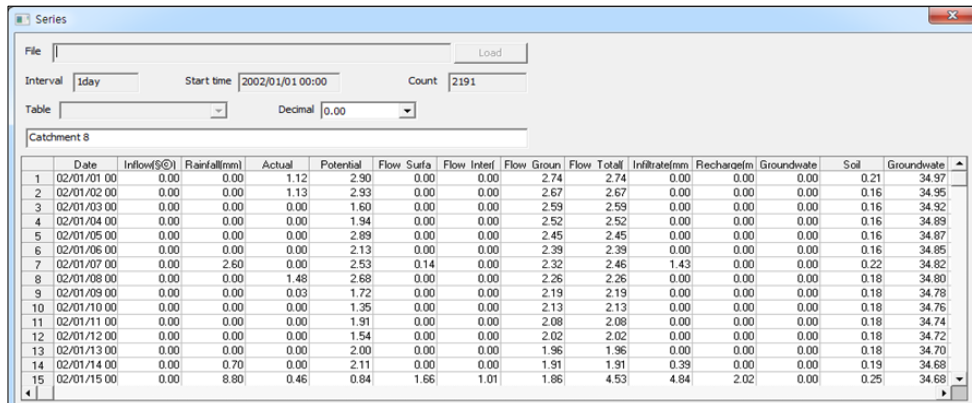 Series
File Load
Interval 1day Start time 2002/01/01 00:00 Count 2191
Table Decimal 0.00
Catchment 8
Date Inflow(§©) Rainfall(mm) Actual Potential Flow_Surfa Flow_Inter( Flow_Groun Flow_Total( Infiltrate(mm Recharge(m Groundwate Soil Groundwate
1 02/01/01 00 0.00 0.00 1.12 2.90 0.00 0.00 2.74 2.74 0.00 0.00 0.00 0.21 34.97
2 02/01/02 00 0.00 0.00 1.13 2.93 0.00 0.00 2.67 2.67 0.00 0.00 0.00 0.16 34.95
3 02/01/03 00 0.00 0.00 0.00 1.60 0.00 0.00 2.59 2.59 0.00 0.00 0.00 0.16 34.92
4 02/01/04 00 0.00 0.00 0.00 1.94 0.00 0.00 2.52 2.52 0.00 0.00 0.00 0.16 34.89
5 02/01/05 00 0.00 0.00 0.00 2.89 0.00 0.00 2.45 2.45 0.00 0.00 0.00 0.16 34.87
6 02/01/06 00 0.00 0.00 0.00 2.13 0.00 0.00 2.39 2.39 0.00 0.00 0.00 0.16 34.85
7 02/01/07 00 0.00 2.60 0.00 2.53 0.14 0.00 2.32 2.46 1.43 0.00 0.00 0.22 34.82
8 02/01/08 00 0.00 0.00 1.48 2.68 0.00 0.00 2.26 2.26 0.00 0.00 0.00 0.18 34.80
9 02/01/09 00 0.00 0.00 0.03 1.72 0.00 0.00 2.19 2.19 0.00 0.00 0.00 0.18 34.78
10 02/01/10 00 0.00 0.00 0.00 1.35 0.00 0.00 2.13 2.13 0.00 0.00 0.00 0.18 34.76
11 02/01/11 00 0.00 0.00 0.00 1.91 0.00 0.00 2.08 2.08 0.00 0.00 0.00 0.18 34.74
12 02/01/12 00 0.00 0.00 0.00 1.54 0.00 0.00 2.02 2.02 0.00 0.00 0.00 0.18 34.72
13 02/01/13 00 0.00 0.00 0.00 2.00 0.00 0.00 1.96 1.96 0.00 0.00 0.00 0.18 34.70
14 02/01/14 00 0.00 0.70 0.00 2.11 0.00 0.00 1.91 1.91 0.39 0.00 0.00 0.19 34.68
15 02/01/15 00 0.00 8.80 0.46 0.84 1.66 1.01 1.86 4.53 4.84 2.02 0.00 0.25 34.68